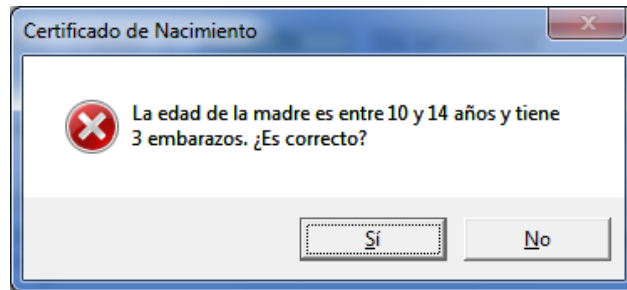 Certificado de Nacimiento
La edad de la madre es entre 10 y 14 años y tiene
3 embarazos. ¿Es correcto?
Sí
No